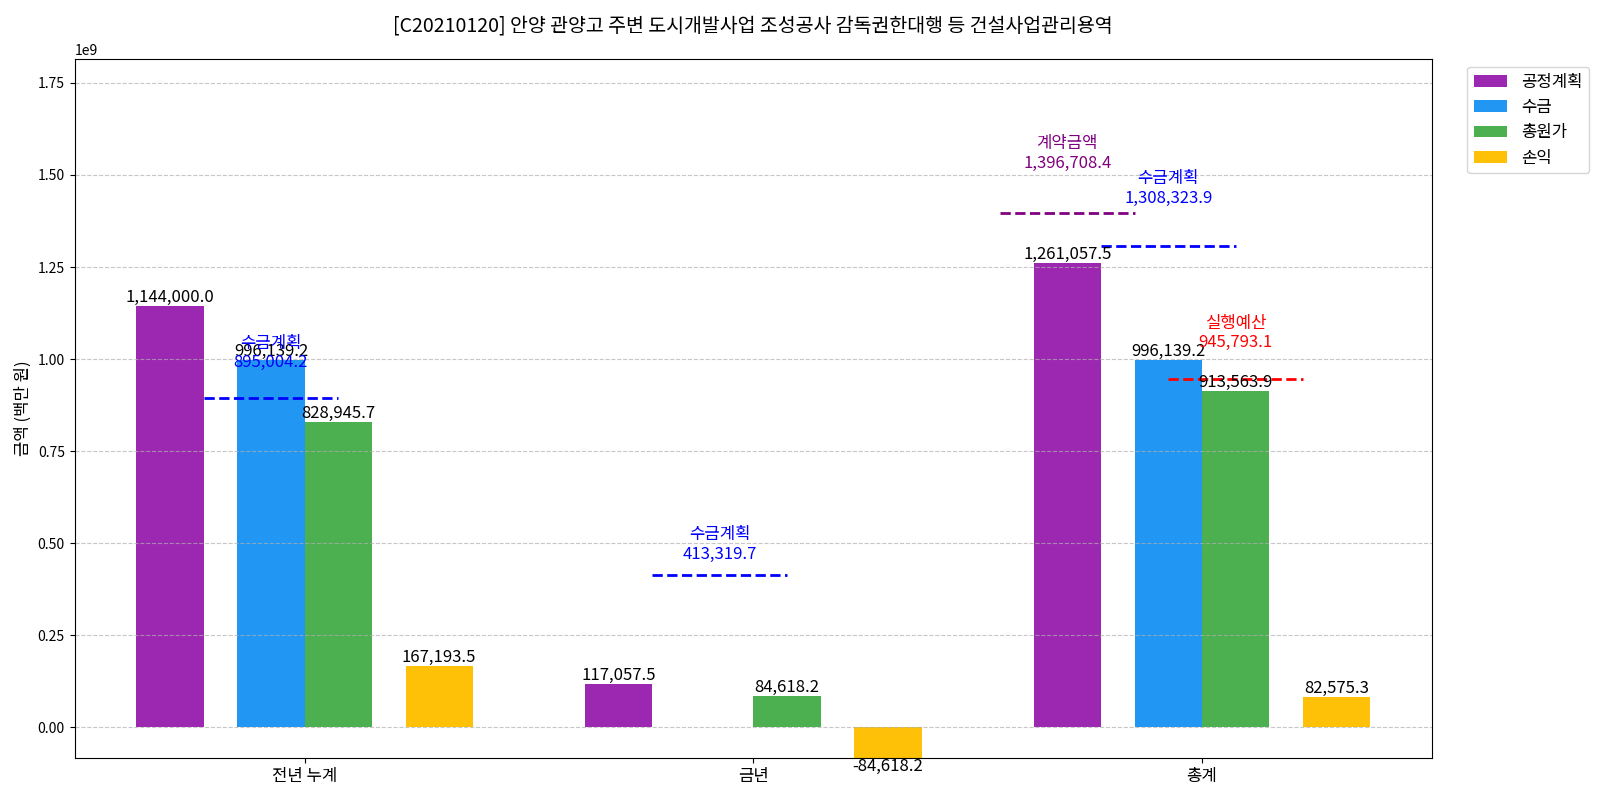 [C20210120] 안양 관양고 주변 도시개발사업 조성공사 감독권한대행 등 건설사업관리용역
1e9
금액 (백만 원)
1.75
1.50
1.25
1.00
0.75
0.50
0.25
0.00
1,144,000.0
수금계획
996,139.2
895,004.2
828,945.7
167,193.5
117,057.5
수금계획
413,319.7
84,618.2
-84,618.2
계약금액
1,396,708.4
수금계획
1,308,323.9
1,261,057.5
실행예산
945,793.1
996,139.2
913,563.9
82,575.3
전년 누계
금년
총계
공정계획
수금
총원가
손익